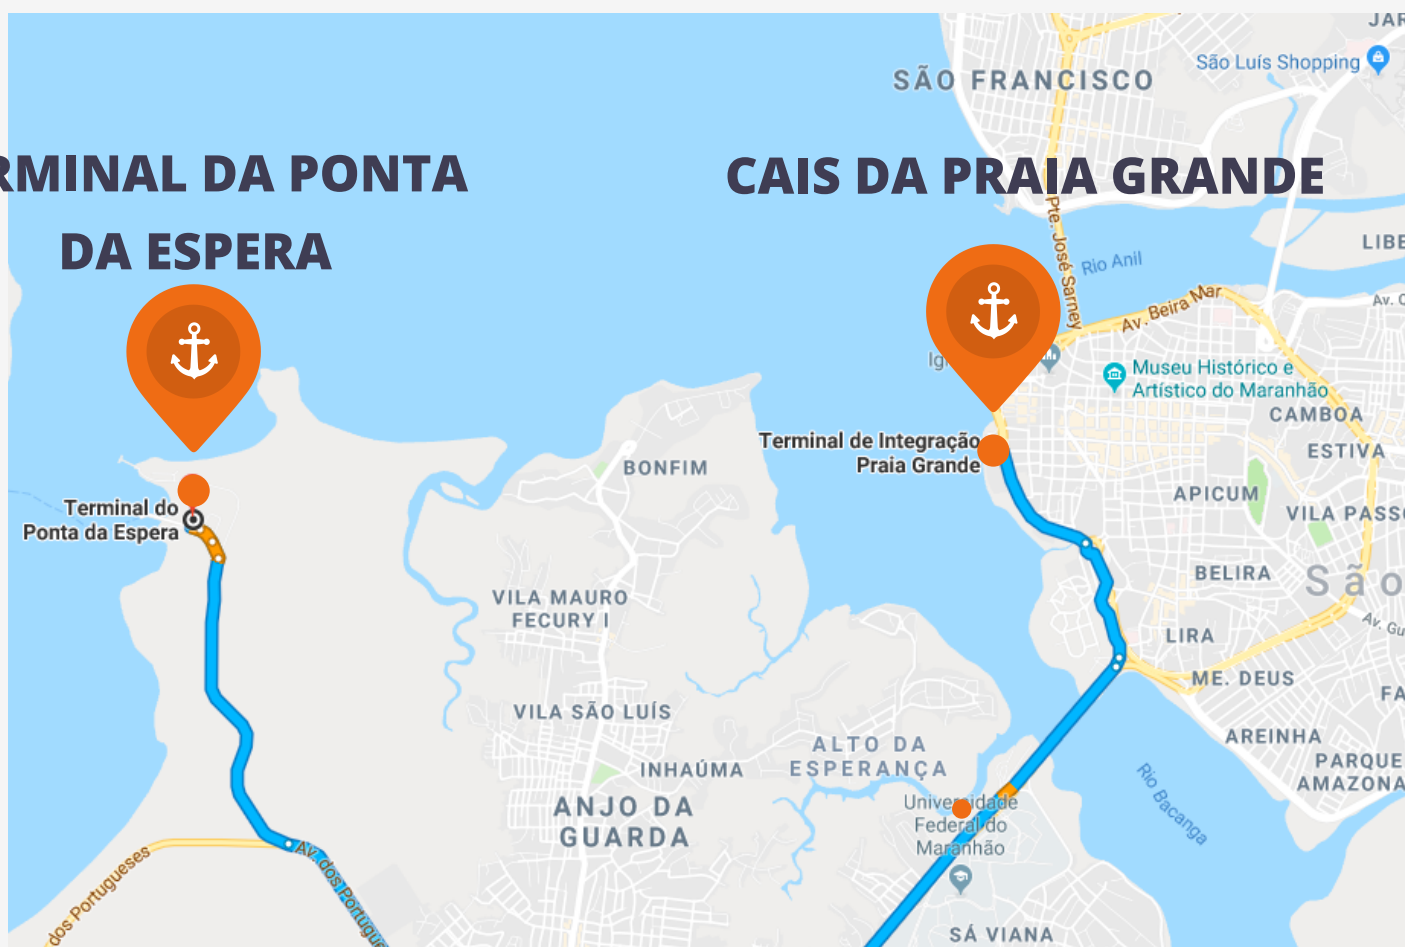 JAR
São Luís Shopping
SÃO FRANCISCO
RMINAL DA PONTA
DA ESPERA
CAIS DA PRAIA GRANDE
Pte. José Sarney
Rio Anil
LIBE
Av. Beira Mar
Av. C
Ig
Museu Histórico e
Artístico do Maranhão
CAMBOA
ESTIVA
Terminal de Integração
Praia Grande
BONFIM
APICUM
VILA PASS
Terminal do
Ponta da Espera
BELIRA
São
VILA MAURO
FECURY I
LIRA
Av. Gu
ME. DEUS
FA
VILA SÃO LUÍS
AREINHA
ALTO DA
ESPERANÇA
INHAÚMA
PARQUE
AMAZONA
Rio Bacanga
ANJO DA
GUARDA
Universidade
Federal do
Maranhão
dos Portugueses
Av. dos Portugue
SÁ VIANA